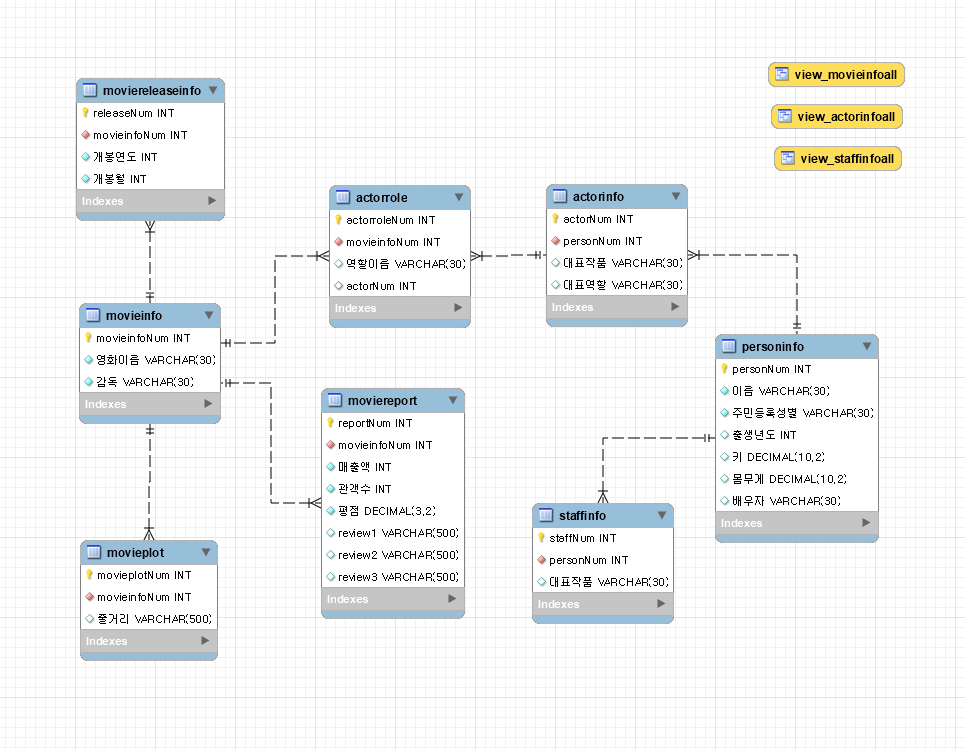 moviereleaseinfo
releaseNum INT
movieinfoNum INT
개봉연도 INT
개봉월 INT
Indexes
movieinfo
movieinfoNum INT
영화이름 VARCHAR(30)
감독 VARCHAR(30)
Indexes
movieplot
movieplotNum INT
movieinfoNum INT
줄거리 VARCHAR(500)
Indexes
actorrole
actorroleNum INT
movieinfoNum INT
역할이름 VARCHAR(30)
actorNum INT
Indexes
moviereport
reportNum INT
movieinfoNum INT
매출액 INT
관객수 INT
평점 DECIMAL(3,2)
review1 VARCHAR(500)
review2 VARCHAR(500)
review3 VARCHAR(500)
Indexes
actorinfo
actorNum INT
personNum INT
대표작품 VARCHAR(30)
대표역할 VARCHAR(30)
Indexes
staffinfo
staffNum INT
personNum INT
대표작품 VARCHAR(30)
Indexes
view_movieinfoall
view_actorinfoall
view_staffinfoall
personinfo
personNum INT
이름 VARCHAR(30)
주민등록성별 VARCHAR(30)
출생년도 INT
키 DECIMAL(10,2)
몸무게 DECIMAL(10,2)
배우자 VARCHAR(30)
Indexes